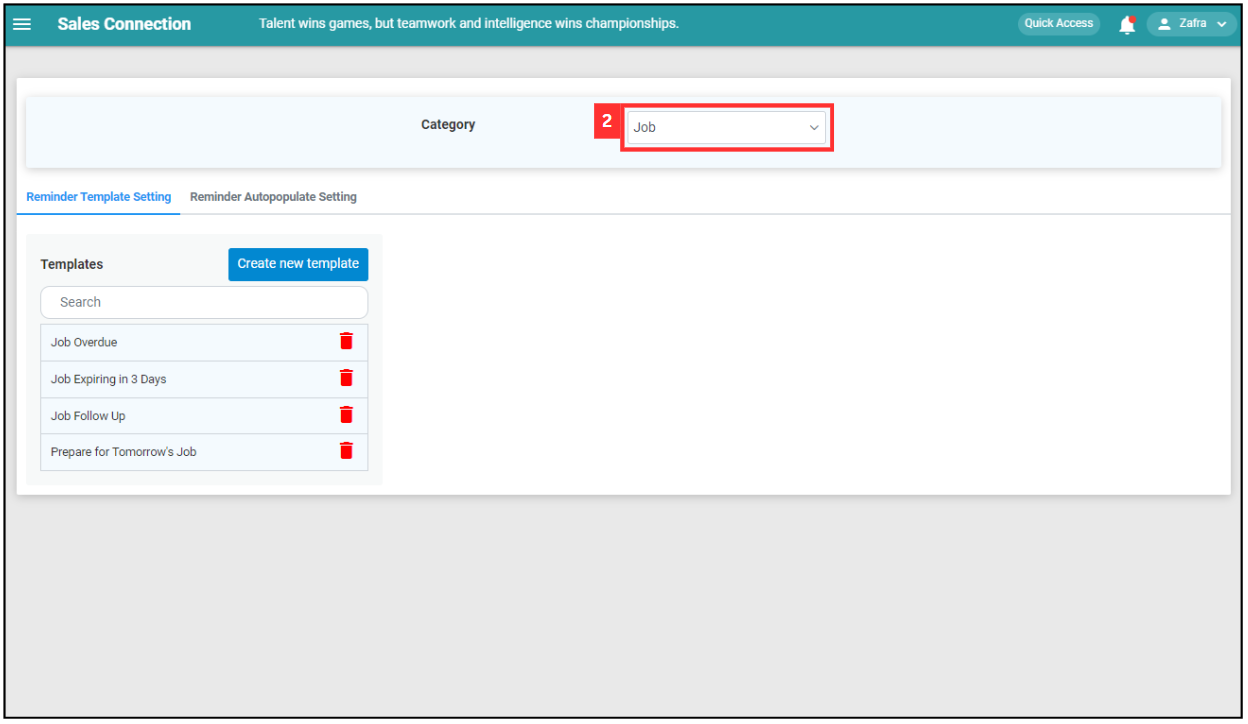 Sales Connection
Talent wins games, but teamwork and intelligence wins championships.
Quick Access
Zafra
Category
2
Job
Reminder Template Setting
Reminder Autopopulate Setting
Templates
Create new template
Search
Job Overdue
Job Expiring in 3 Days
Job Follow Up
Prepare for Tomorrow's Job